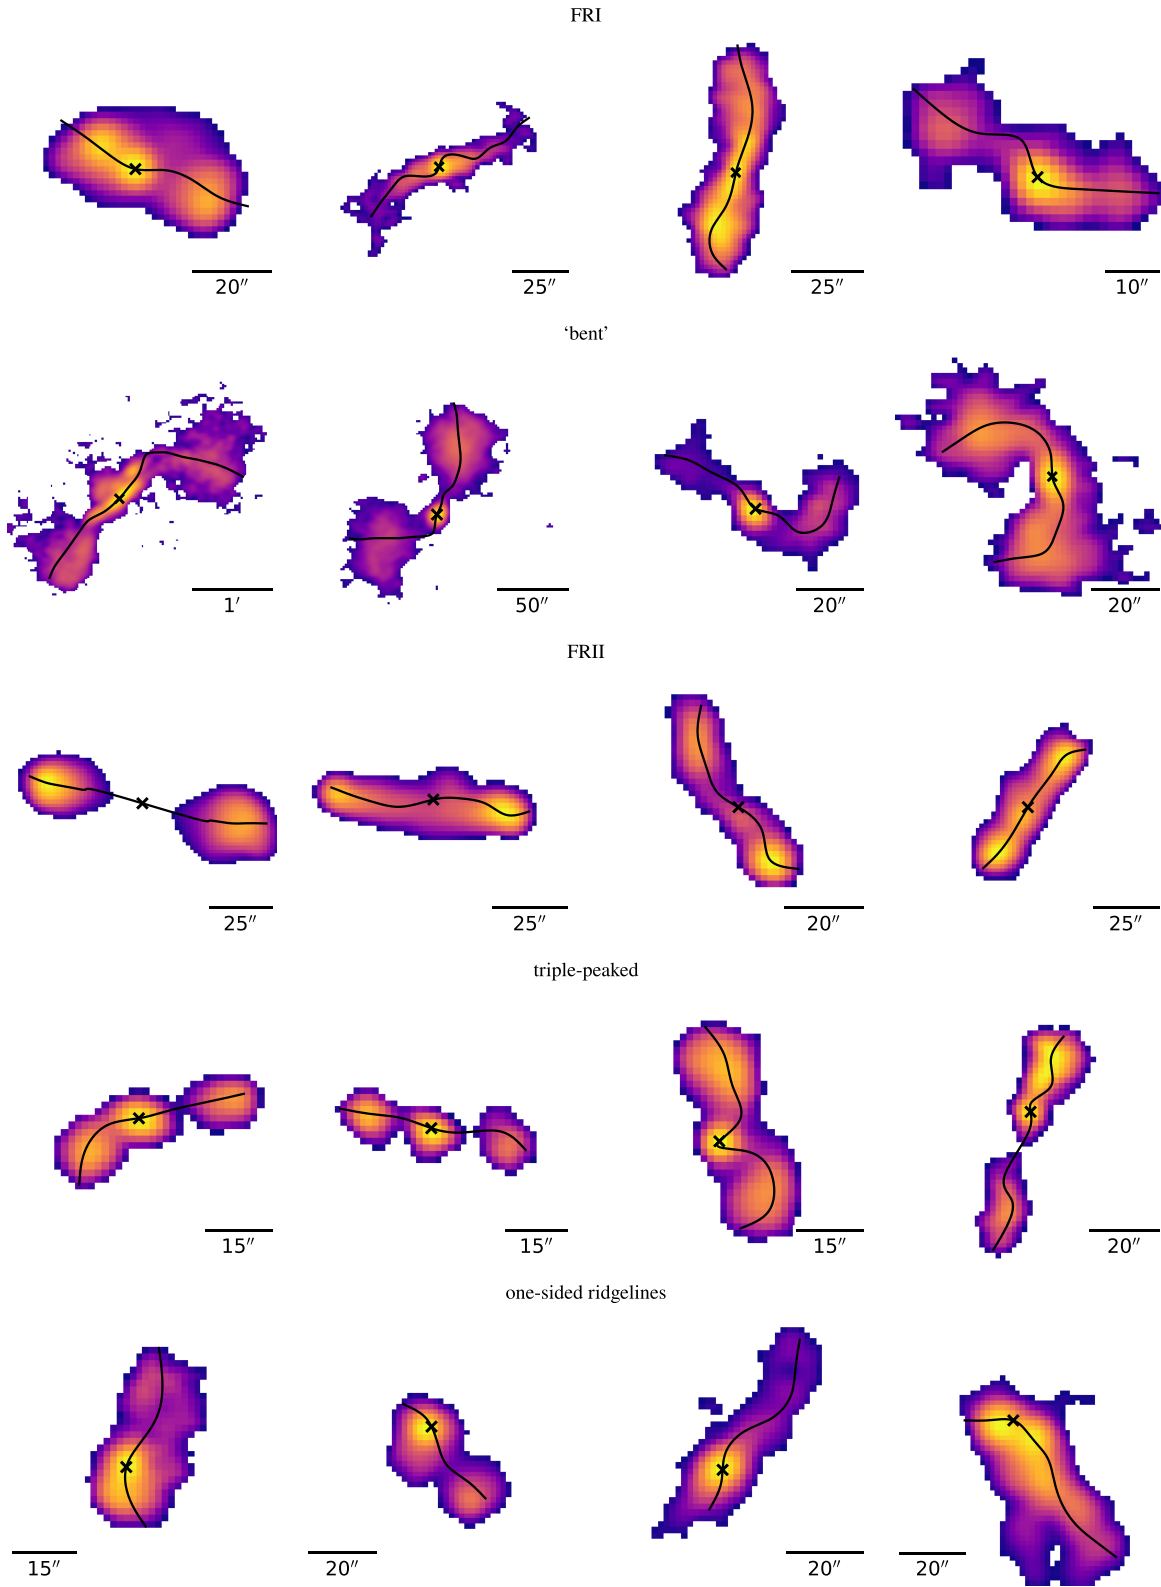 FRI
20″ 25″ 25″ 10″
‘bent’
1′ 50″ 20″ 20″
FRII
25″ 25″ 20″ 25″
triple-peaked
15″ 15″ 15″ 20″
one-sided ridgelines
15″ 20″ 20″ 20″